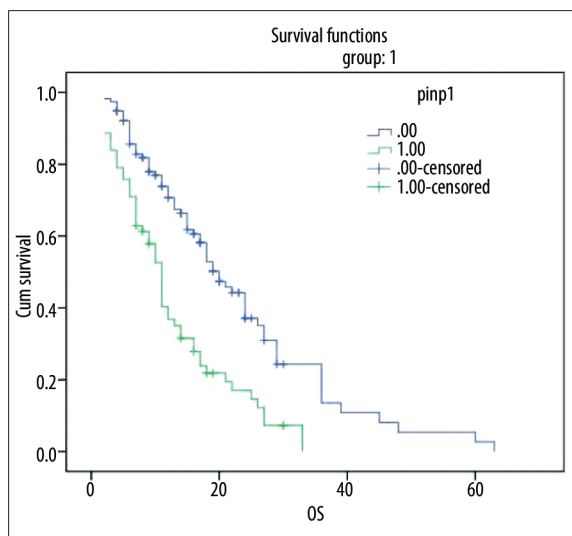 Survival functions
group: 1
pinp1
.00
1.00
.00-censored
1.00-censored
Cum survival
1.0
0.8
0.6
0.4
0.2
0.0
0 20 40 60
OS